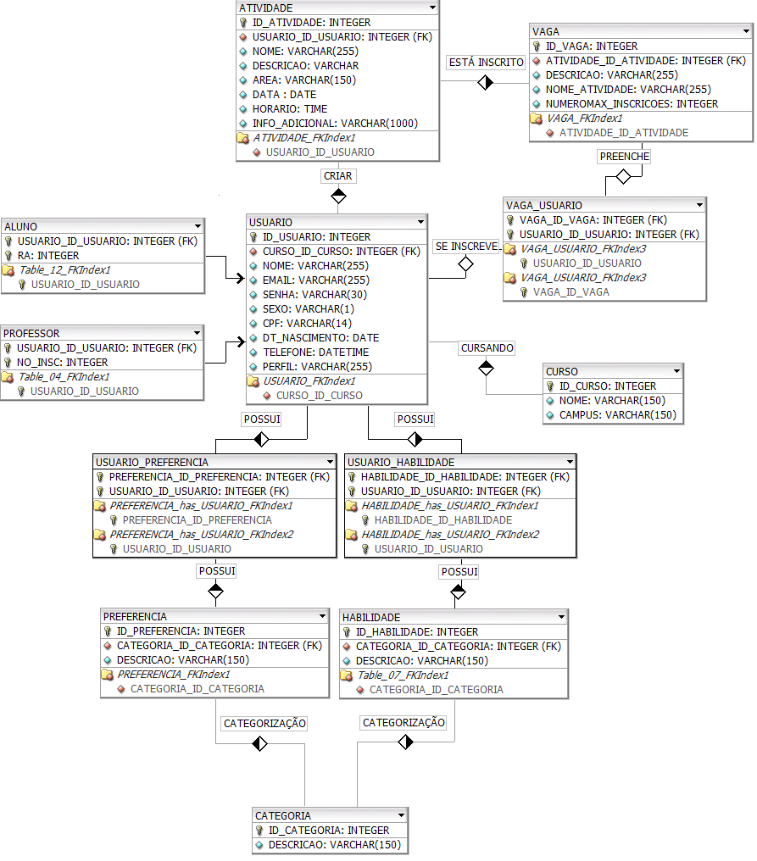 ATIVIDADE
ID_ATIVIDADE: INTEGER
USUARIO_ID_USUARIO: INTEGER (FK)
NOME: VARCHAR(255)
DESCRICAO: VARCHAR
AREA: VARCHAR(150)
DATA : DATE
HORARIO: TIME
INFO_ADICIONAL: VARCHAR(1000)
ATIVIDADE_FKIndex1
USUARIO_ID_USUARIO
ESTÁ INSCRITO
VAGA
ID_VAGA: INTEGER
ATIVIDADE_ID_ATIVIDADE: INTEGER (FK)
DESCRICAO: VARCHAR(255)
NOME_ATIVIDADE: VARCHAR(255)
NUMEROMAX_INSCRICOES: INTEGER
VAGA_FKIndex1
ATIVIDADE_ID_ATIVIDADE
PREENCHE
CRIAR
VAGA_USUARIO
VAGA_ID_VAGA: INTEGER (FK)
USUARIO_ID_USUARIO: INTEGER (FK)
VAGA_USUARIO_FKIndex3
USUARIO_ID_USUARIO
VAGA_USUARIO_FKIndex3
VAGA_ID_VAGA
ALUNO
USUARIO_ID_USUARIO: INTEGER (FK)
RA: INTEGER
Table_12_FKIndex1
USUARIO_ID_USUARIO
USUARIO
ID_USUARIO: INTEGER
CURSO_ID_CURSO: INTEGER (FK)
NOME: VARCHAR(255)
EMAIL: VARCHAR(255)
SENHA: VARCHAR(30)
SEXO: VARCHAR(1)
CPF: VARCHAR(14)
DT_NASCIMENTO: DATE
TELEFONE: DATETIME
PERFIL: VARCHAR(255)
USUARIO_FKIndex1
CURSO_ID_CURSO
SE INSCREVE
PROFESSOR
USUARIO_ID_USUARIO: INTEGER (FK)
NO_INSC: INTEGER
Table_04_FKIndex1
USUARIO_ID_USUARIO
CURSANDO
CURSO
ID_CURSO: INTEGER
NOME: VARCHAR(150)
CAMPUS: VARCHAR(150)
POSSUI
POSSUI
USUARIO_PREFERENCIA
PREFERENCIA_ID_PREFERENCIA: INTEGER (FK)
USUARIO_ID_USUARIO: INTEGER (FK)
PREFERENCIA_has_USUARIO_FKIndex1
PREFERENCIA_ID_PREFERENCIA
PREFERENCIA_has_USUARIO_FKIndex2
USUARIO_ID_USUARIO
USUARIO_HABILIDADE
HABILIDADE_ID_HABILIDADE: INTEGER (FK)
USUARIO_ID_USUARIO: INTEGER (FK)
HABILIDADE_has_USUARIO_FKIndex1
HABILIDADE_ID_HABILIDADE
HABILIDADE_has_USUARIO_FKIndex2
USUARIO_ID_USUARIO
POSSUI
POSSUI
PREFERENCIA
ID_PREFERENCIA: INTEGER
CATEGORIA_ID_CATEGORIA: INTEGER (FK)
DESCRICAO: VARCHAR(150)
PREFERENCIA_FKIndex1
CATEGORIA_ID_CATEGORIA
HABILIDADE
ID_HABILIDADE: INTEGER
CATEGORIA_ID_CATEGORIA: INTEGER (FK)
DESCRICAO: VARCHAR(150)
Table_07_FKIndex1
CATEGORIA_ID_CATEGORIA
CATEGORIZAÇÃO
CATEGORIZAÇÃO
CATEGORIA
ID_CATEGORIA: INTEGER
DESCRICAO: VARCHAR(150)